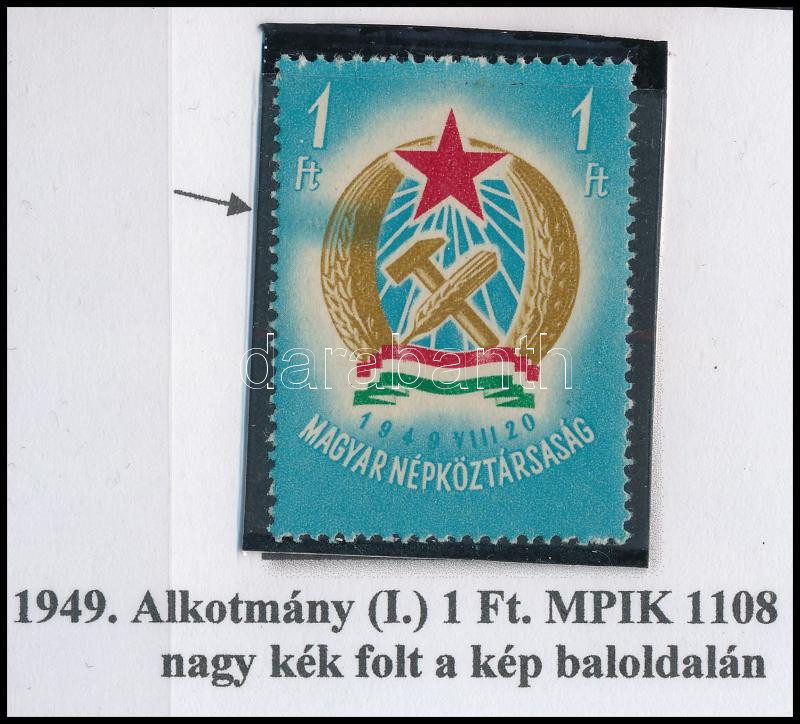 1 1
Ft Ft
darabanth
1949 VIII 20
MAGYAR NÉPKÖZTÁRSASÁG
1949. Alkotmány (I.) 1 Ft. MPIK 1108
nagy kék folt a kép baloldalán